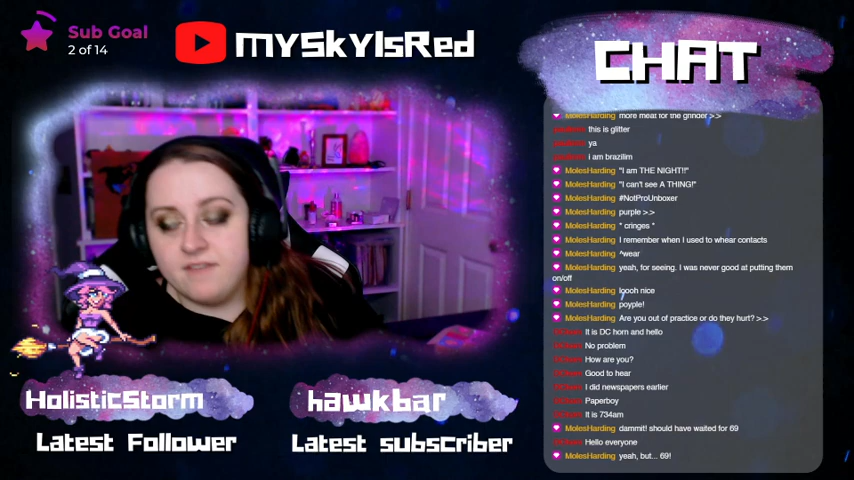 Sub Goal
2 of 14
MYSkYIsRed
CHAT
MolesHarding more meat for the grinder >>
this is glitter
ya
i am brazilim
MolesHarding "I am THE NIGHT!!"
MolesHarding "I can't see A THING!"
MolesHarding #NotProUnboxer
MolesHarding purple >.>
MolesHarding * cringes *
MolesHarding I remember when I used to whear contacts
MolesHarding ^wear
MolesHarding yeah, for seeing. I was never good at putting them
on/off
MolesHarding loooh nice
MolesHarding poyple!
MolesHarding Are you out of practice or do they hurt? >.>
It is DC horn and hello
No problem
How are you?
Good to hear
I did newspapers earlier
Paperboy
It is 734am
MolesHarding dammit! should have waited for 69
Hello everyone
MolesHarding yeah, but... 69!
HolisticStorm
Latest Follower
hawkbar
Latest subscriber